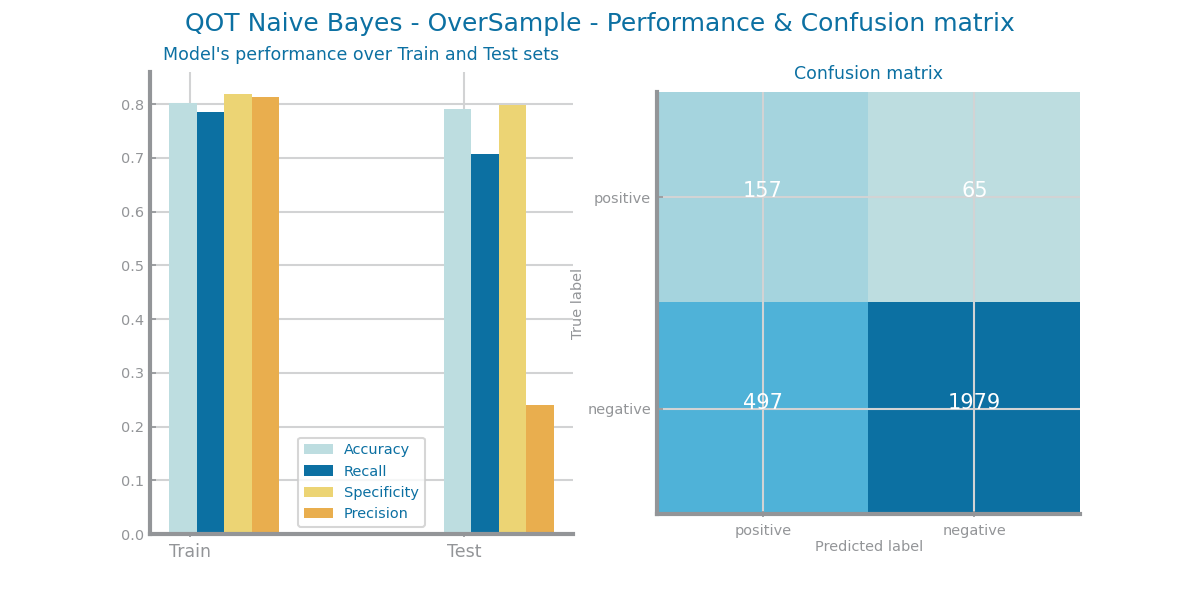 QOT Naive Bayes - OverSample - Performance & Confusion matrix
Model's performance over Train and Test sets
0.8
0.7
0.6
0.5
0.4
0.3
0.2
0.1
0.0
Train
Test
Accuracy
Recall
Specificity
Precision
Confusion matrix
True label
positive
negative
157
65
497
1979
positive
negative
Predicted label